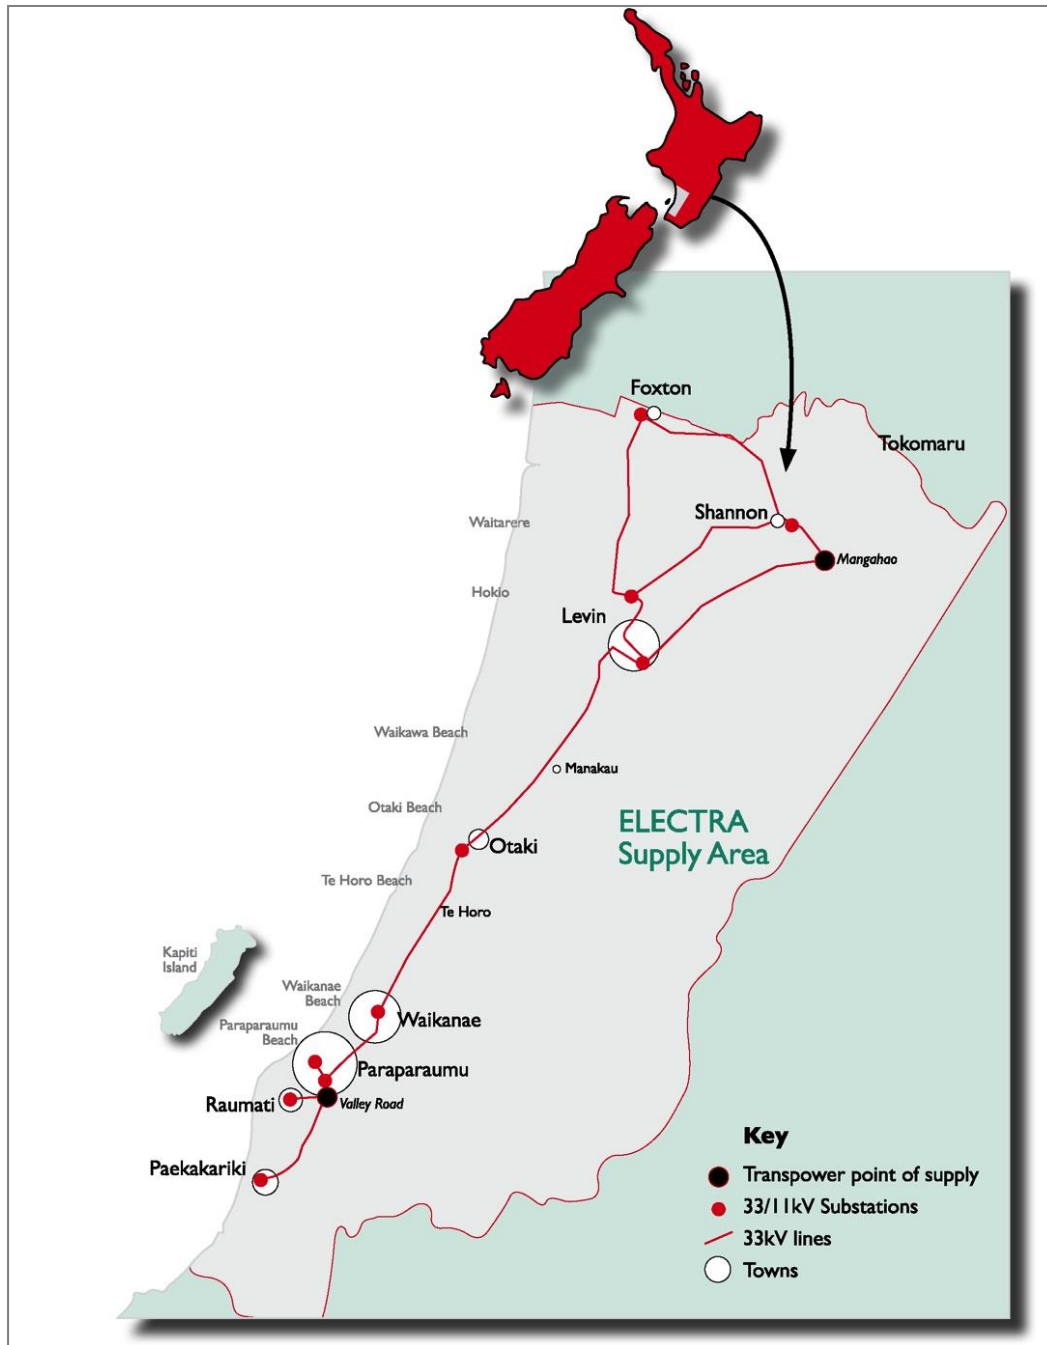 Foxton
Tokomaru
Shannon
Waitarere
Mangahao
Hokio
Levin
Waikawa Beach
Manakau
Otaki Beach
ELECTRA
Supply Area
Otaki
Te Horo Beach
Te Horo
Kapiti
Island
Waikanae
Beach
Waikanae
Paraparaumu
Beach
Paraparaumu
Raumati
Valley Road
Paekakariki
Key
Transpower point of supply
33/11kV Substations
33kV lines
Towns